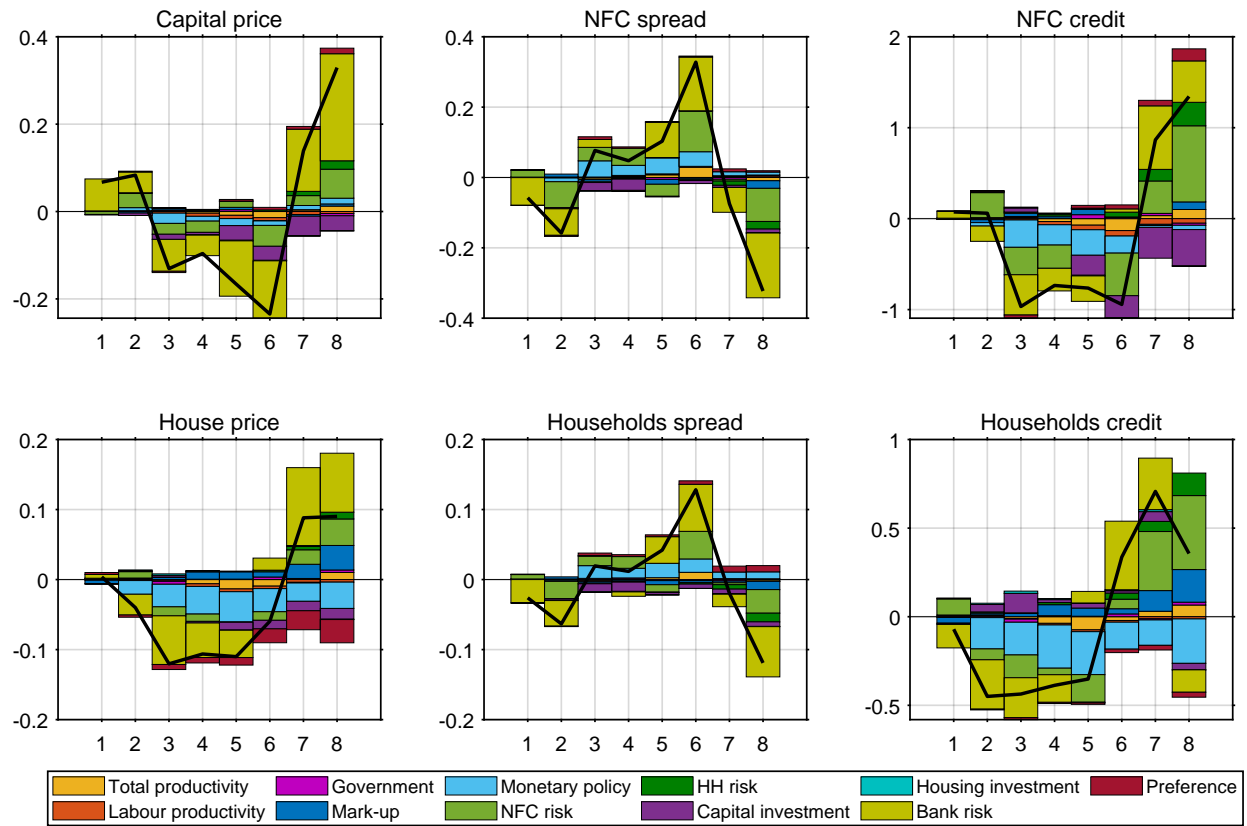 Capital price
NFC spread
NFC credit
0.4
0.2
0
-0.2
1 2 3 4 5 6 7 8
0.4
0.2
0
-0.2
-0.4
1 2 3 4 5 6 7 8
2
1
0
-1
1 2 3 4 5 6 7 8
House price
Households spread
Households credit
0.2
0.1
0
-0.1
-0.2
1 2 3 4 5 6 7 8
0.2
0.1
0
-0.1
-0.2
1 2 3 4 5 6 7 8
1
0.5
0
-0.5
1 2 3 4 5 6 7 8
Total productivity Government Monetary policy HH risk Housing investment Preference
Labour productivity Mark-up NFC risk Capital investment Bank risk